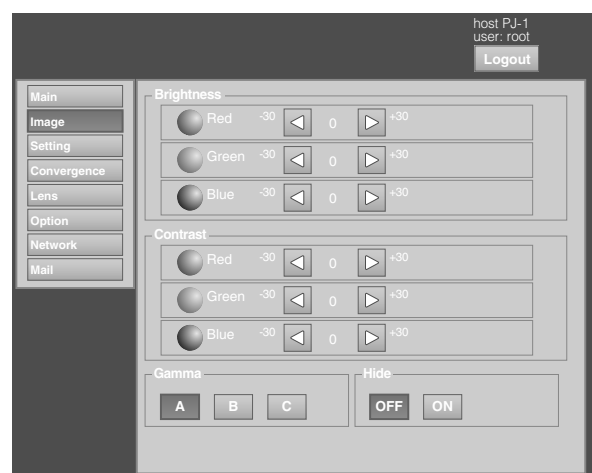 host PJ-1
user: root
Logout
Main
Image
Setting
Convergence
Lens
Option
Network
Mail
Brightness
Red -30 0 +30
Green -30 0 +30
Blue -30 0 +30
Contrast
Red -30 0 +30
Green -30 0 +30
Blue -30 0 +30
Gamma Hide
A B C OFF ON